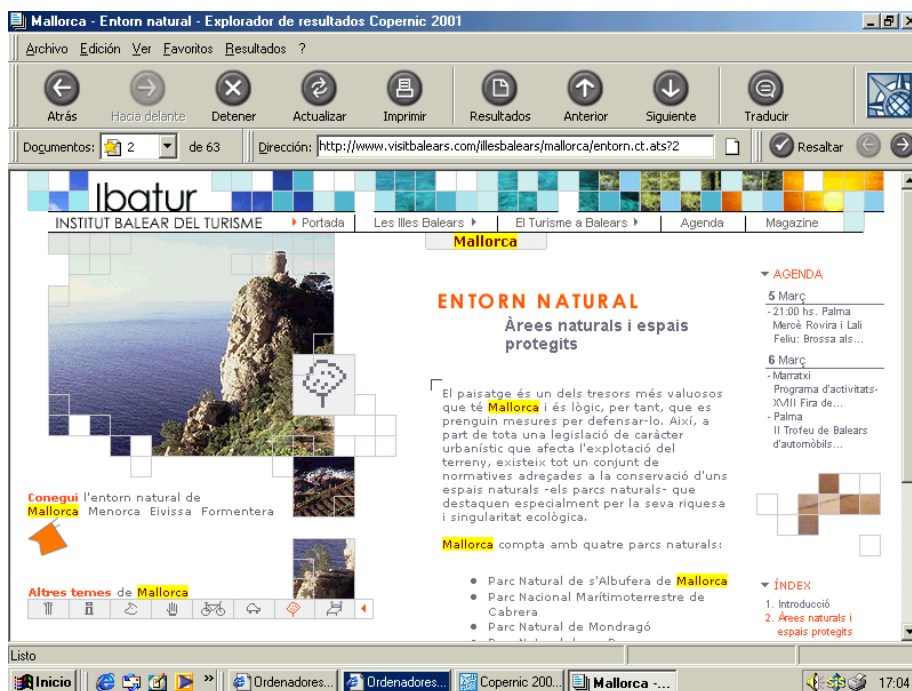 Mallorca - Entorn natural - Explorador de resultados Copernic 2001
Archivo Edición Ver Favoritos Resultados ?
Atrás Hacia delante Detener Actualizar Imprimir Resultados Anterior Siguiente Traducir
Documentos: 2 de 63 Dirección: http://www.visitbalears.com/illesbalears/mallorca/entorn.ct.ats?2 Resaltar
Ibatur
INSTITUT BALEAR DEL TURISME Portada Les Illes Balears El Turisme a Balears Agenda Magazine
Mallorca
ENTORN NATURAL
Àrees naturals i espais
protegits
El paisatge és un dels tresors més valuosos
que té Mallorca i és lògic, per tant, que es
prenguin mesures per defensar-lo. Així, a
part de tota una legislació de caràcter
urbanístic que afecta l'explotació del
terreny, existeix tot un conjunt de
normatives adreçades a la conservació d'uns
espais naturals -els parcs naturals- que
destaquen especialment per la seva riquesa
i singularitat ecològica.
Mallorca compta amb quatre parcs naturals:
Parc Natural de s'Albufera de Mallorca
Parc Nacional Marítimoterrestre de
Cabrera
Parc Natural de Mondragó
Conegui l'entorn natural de
Mallorca Menorca Eivissa Formentera
Altres temes de Mallorca
AGENDA
5 Març
- 21:00 hs. Palma
Mercè Rovira i Lali
Feliu: Brossa als...
6 Març
- Marratxi
Programa d'activitats-
XVIII Fira de...
- Palma
II Trofeu de Balears
d'automòbils...
ÍNDEX
1. Introducció
2. Àrees naturals i
espais protegits
Listo
Inicio » Ordenadores... Ordenadores... Copernic 200... Mallorca -... 17:04